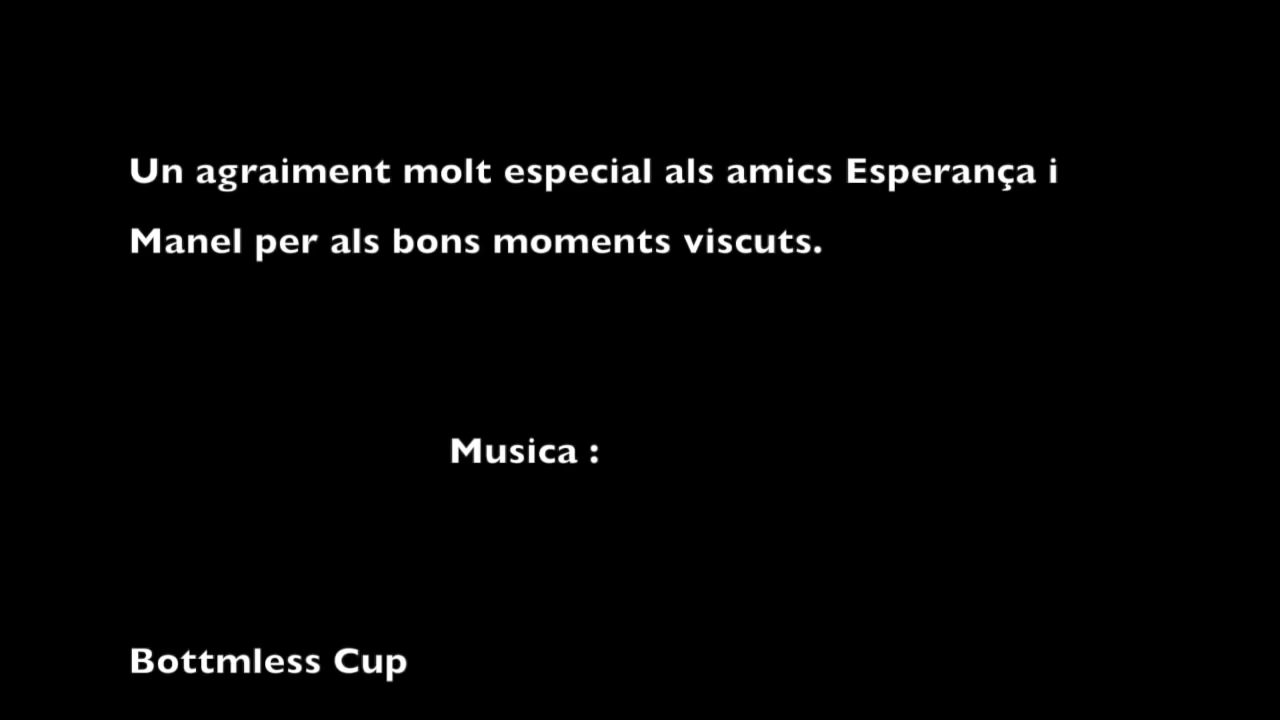 Un agraiment molt especial als amics Esperança i
Manel per als bons moments viscuts.
Musica :
Bottmless Cup